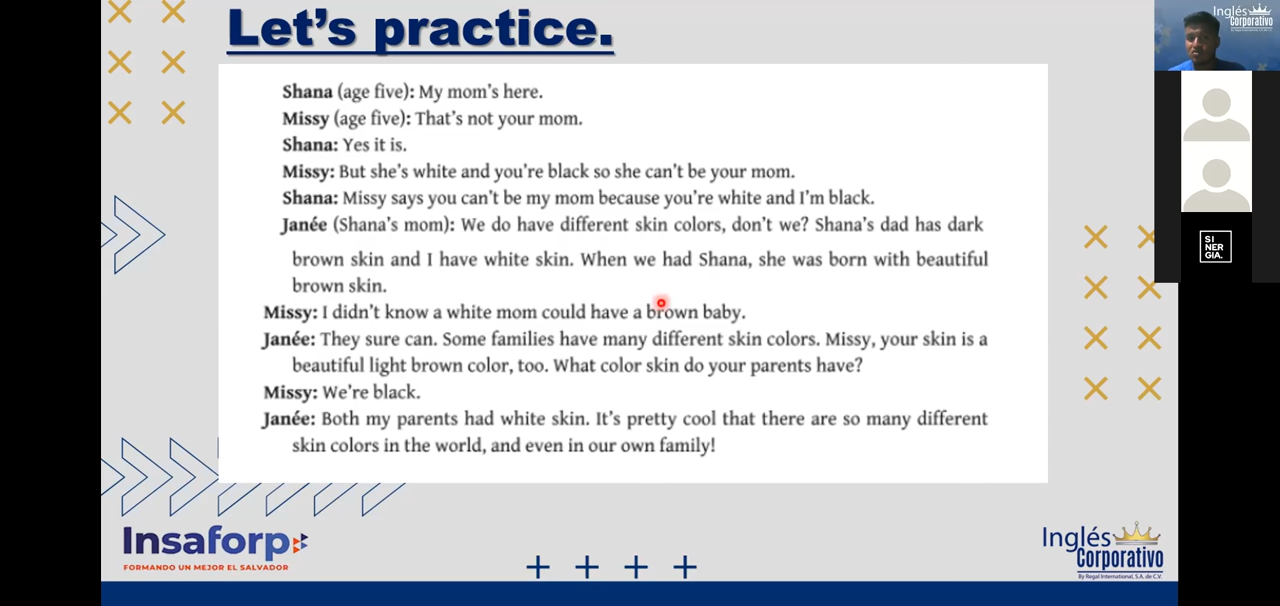 Let's practice.
Shana (age five): My mom's here.
Missy (age five): That's not your mom.
Shana: Yes it is.
Missy: But she's white and you're black so she can't be your mom.
Shana: Missy says you can't be my mom because you're white and I'm black.
Janée (Shana's mom): We do have different skin colors, don't we? Shana's dad has dark
brown skin and I have white skin. When we had Shana, she was born with beautiful
brown skin.
Missy: I didn't know a white mom could have a brown baby.
Janée: They sure can. Some families have many different skin colors. Missy, your skin is a
beautiful light brown color, too. What color skin do your parents have?
Missy: We're black.
Janée: Both my parents had white skin. It's pretty cool that there are so many different
skin colors in the world, and even in our own family!
Insaforp
FORMANDO UN MEJOR EL SALVADOR
Inglés
Corporativo
By Regal International, S.A. de C.V.
Inglés
Corporativo
By Regal International, S.A. de C.V.
SI
NER
GIA.